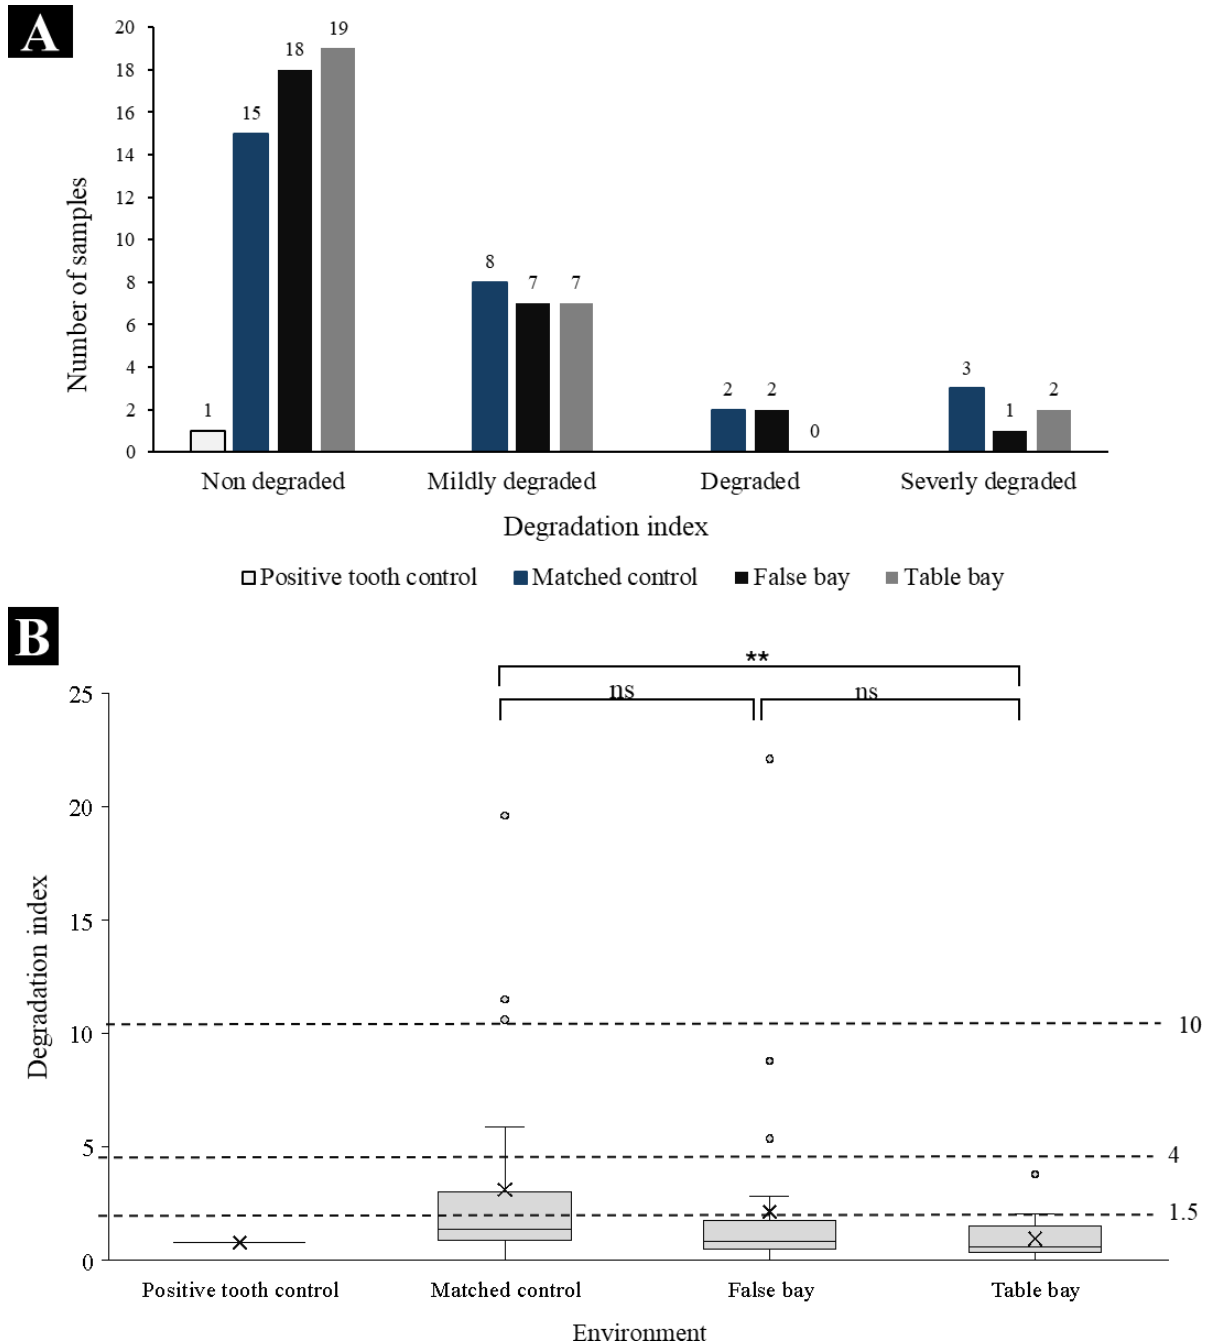 A
20
18
16
14
12
10
8
6
4
2
0
Number of samples
1
15
18
19
8
7
7
2
2
0
3
1
2
Non degraded
Mildly degraded
Degraded
Severly degraded
Degradation index
Positive tooth control
Matched control
False bay
Table bay
B
**
ns
ns
25
20
15
10
5
0
Degradation index
10
4
1.5
Positive tooth control
Matched control
False bay
Table bay
Environment